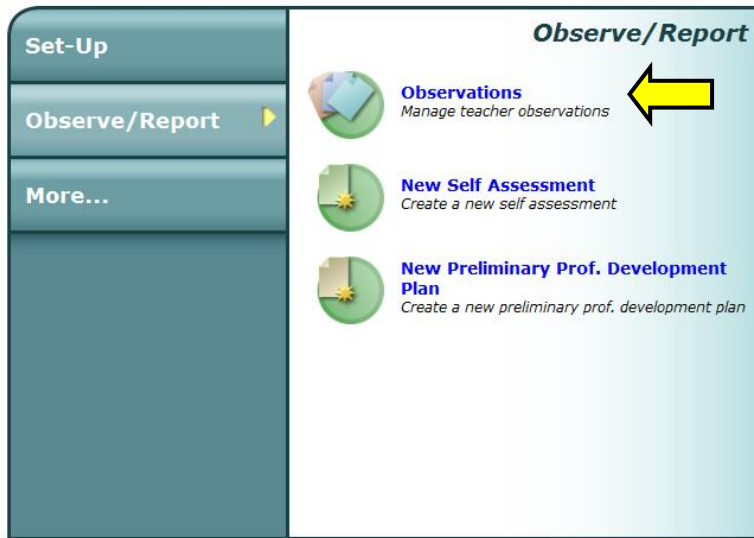 Set-Up
Observe/Report
More...
Observe/Report
Observations
Manage teacher observations
New Self Assessment
Create a new self assessment
New Preliminary Prof. Development
Plan
Create a new preliminary prof. development plan